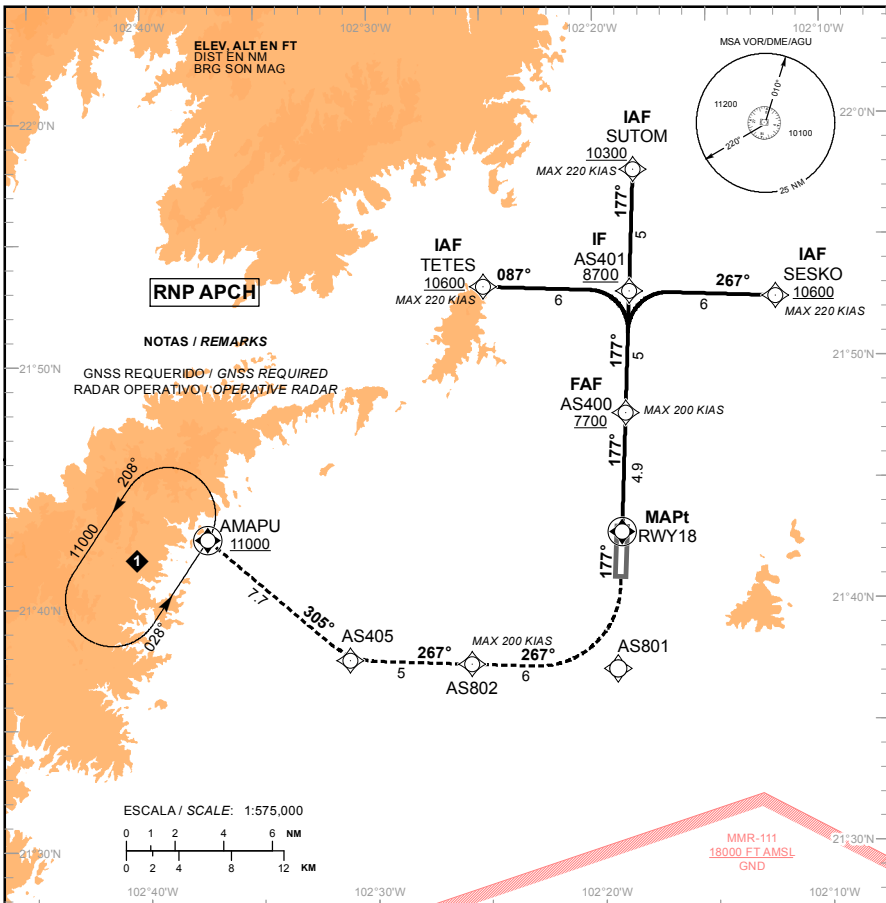 102°40'W
102°30'W
102°20'W
102°10'W
ELEV, ALT EN FT
DIST EN NM
BRG SON MAG
MSA VOR/DME/AGU
010°
11200
10100
220°
25 NM
22°0'N
22°0'N
IAF
SUTOM
10300
MAX 220 KIAS
177°
5
IF
AS401
8700
IAF
TETES
10600
MAX 220 KIAS
087°
6
267°
6
IAF
SESKO
10600
MAX 220 KIAS
RNP APCH
NOTAS / REMARKS
GNSS REQUERIDO / GNSS REQUIRED
RADAR OPERATIVO / OPERATIVE RADAR
21°50'N
21°50'N
177°
5
FAF
AS400
7700
MAX 200 KIAS
177°
4.9
MAPt
RWY18
177°
208°
11000
1
028°
AMAPU
11000
21°40'N
21°40'N
7.7
305°
AS405
267°
5
MAX 200 KIAS
AS802
267°
6
AS801
ESCALA / SCALE: 1:575,000
0 1 2 4 6 NM
0 2 4 8 12 KM
MMR-111
18000 FT AMSL
GND
21°30'N
21°30'N
102°40'W
102°30'W
102°20'W
102°10'W